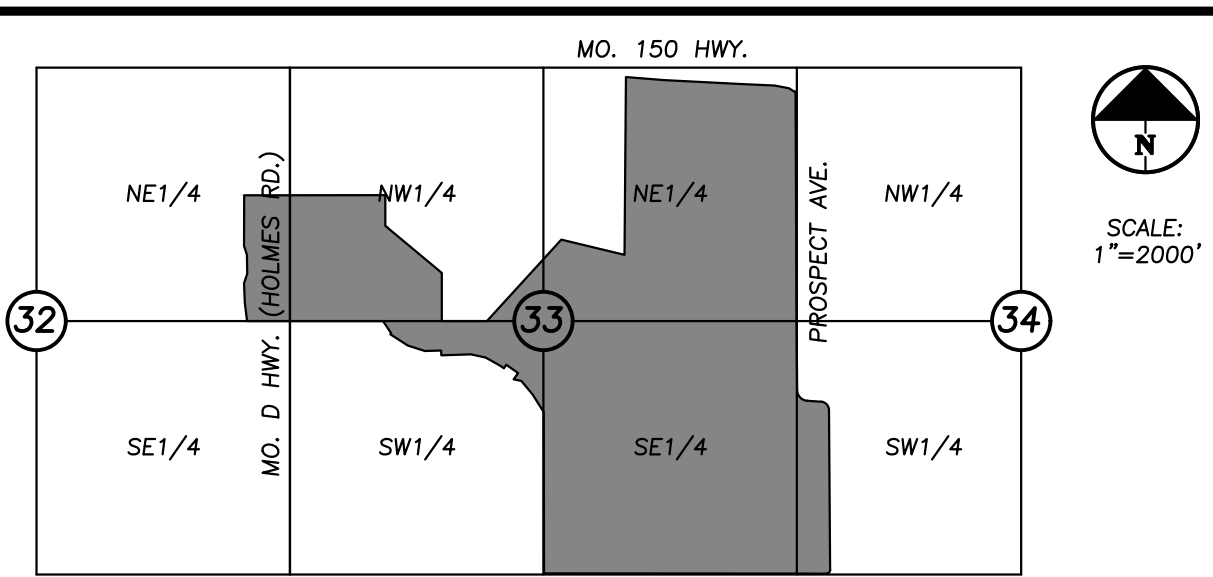 MO. 150 HWY.
NE1/4
NW1/4
NE1/4
NW1/4
MO. D HWY. (HOLMES RD.)
PROSPECT AVE.
N
SCALE:
1"=2000'
32
33
34
SE1/4
SW1/4
SE1/4
SW1/4